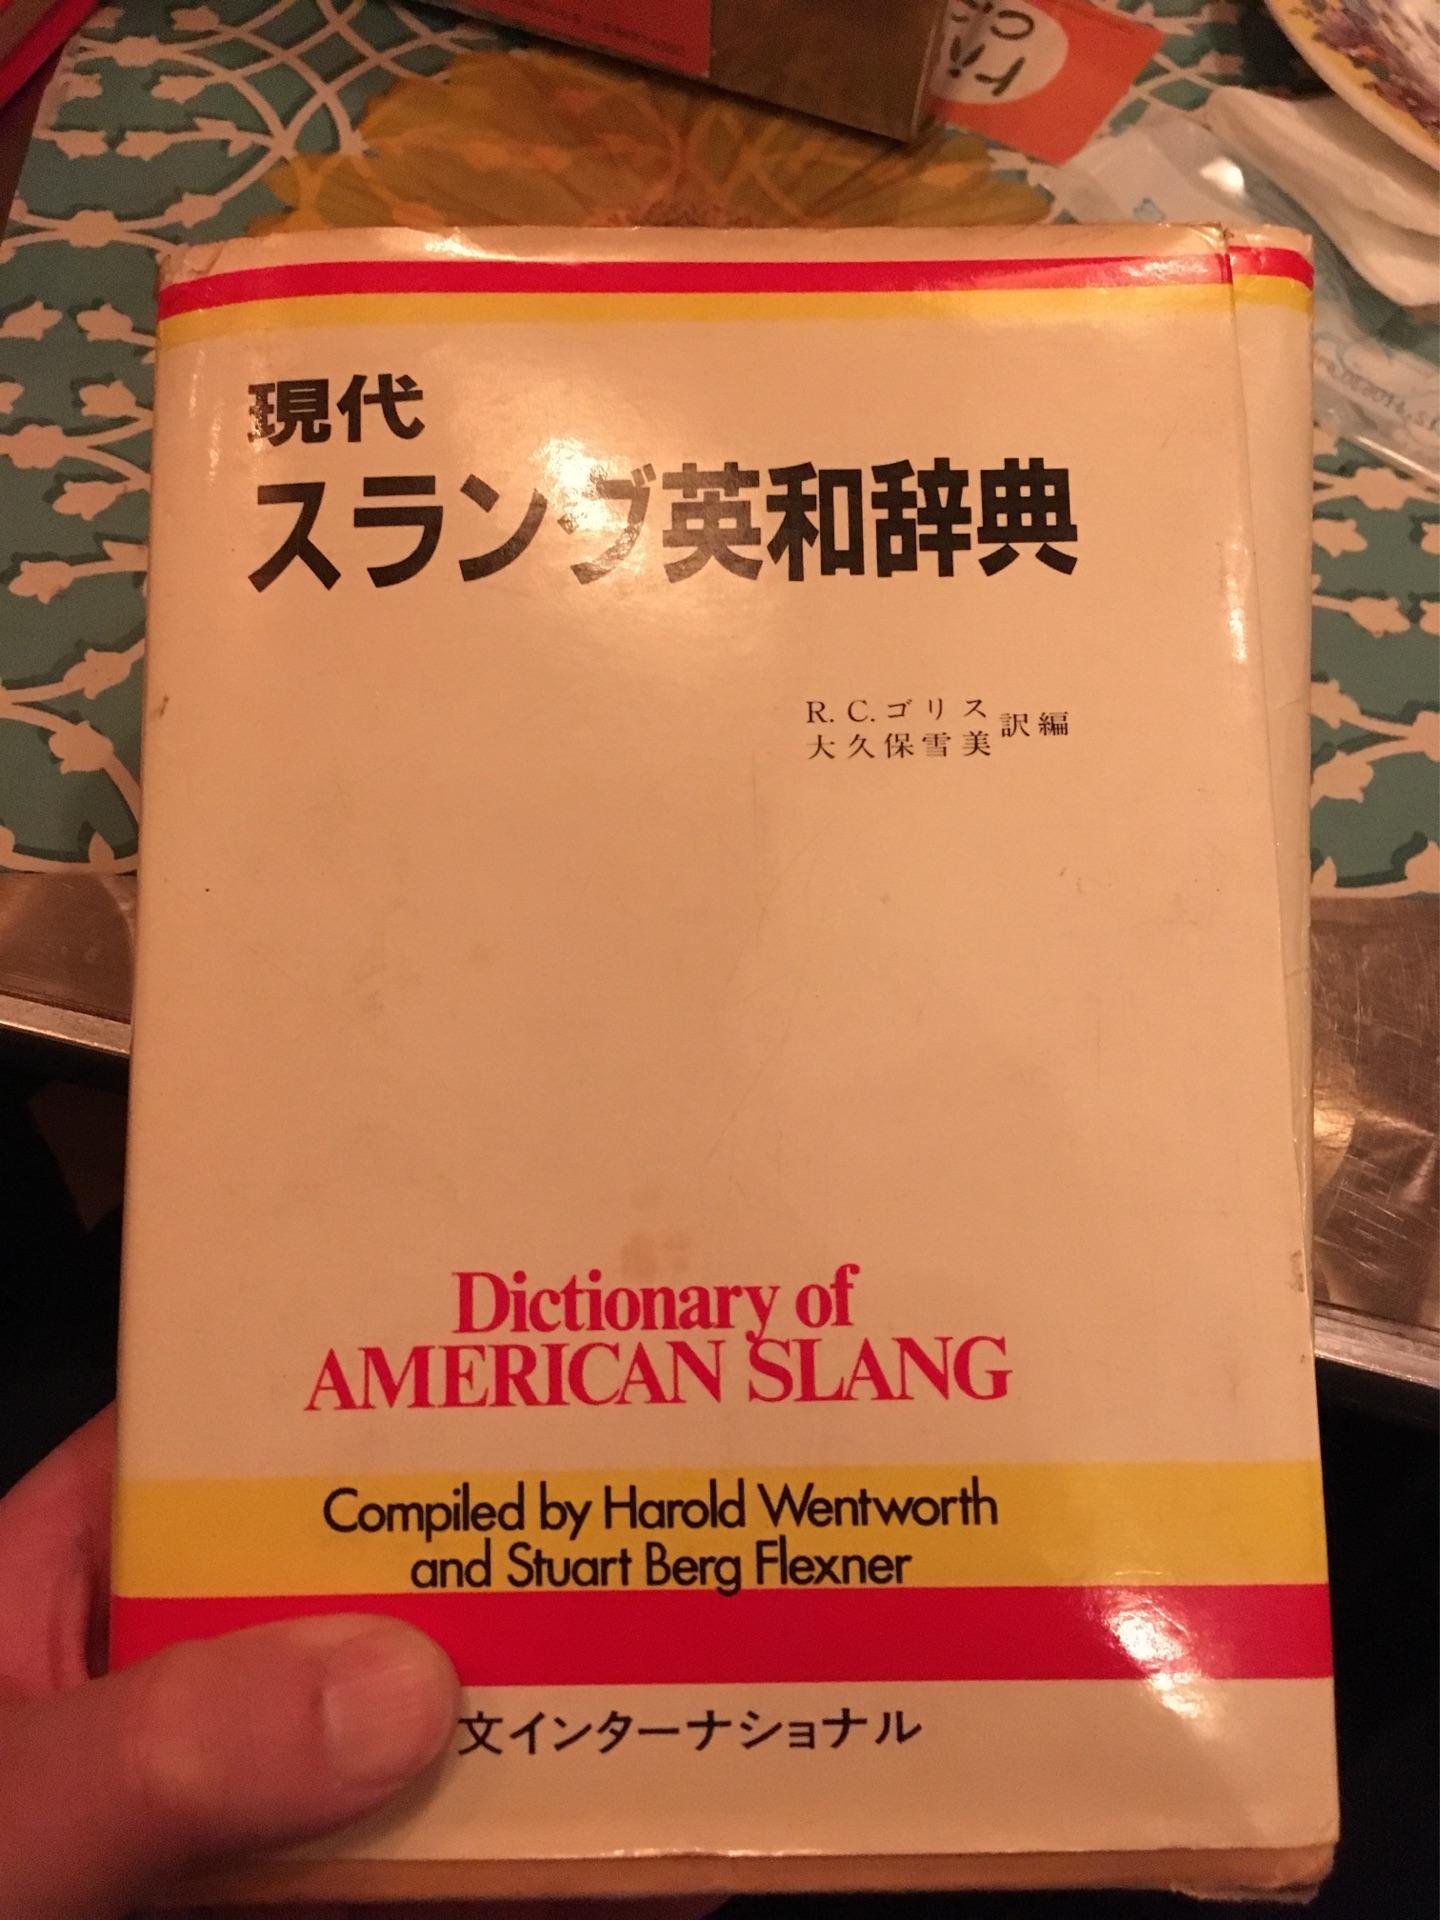 現代
スラング英和辞典
R. C. ゴリス
大久保雪美
訳編
Dictionary of
AMERICAN SLANG
Compiled by Harold Wentworth
and Stuart Berg Flexner
文インターナショナル